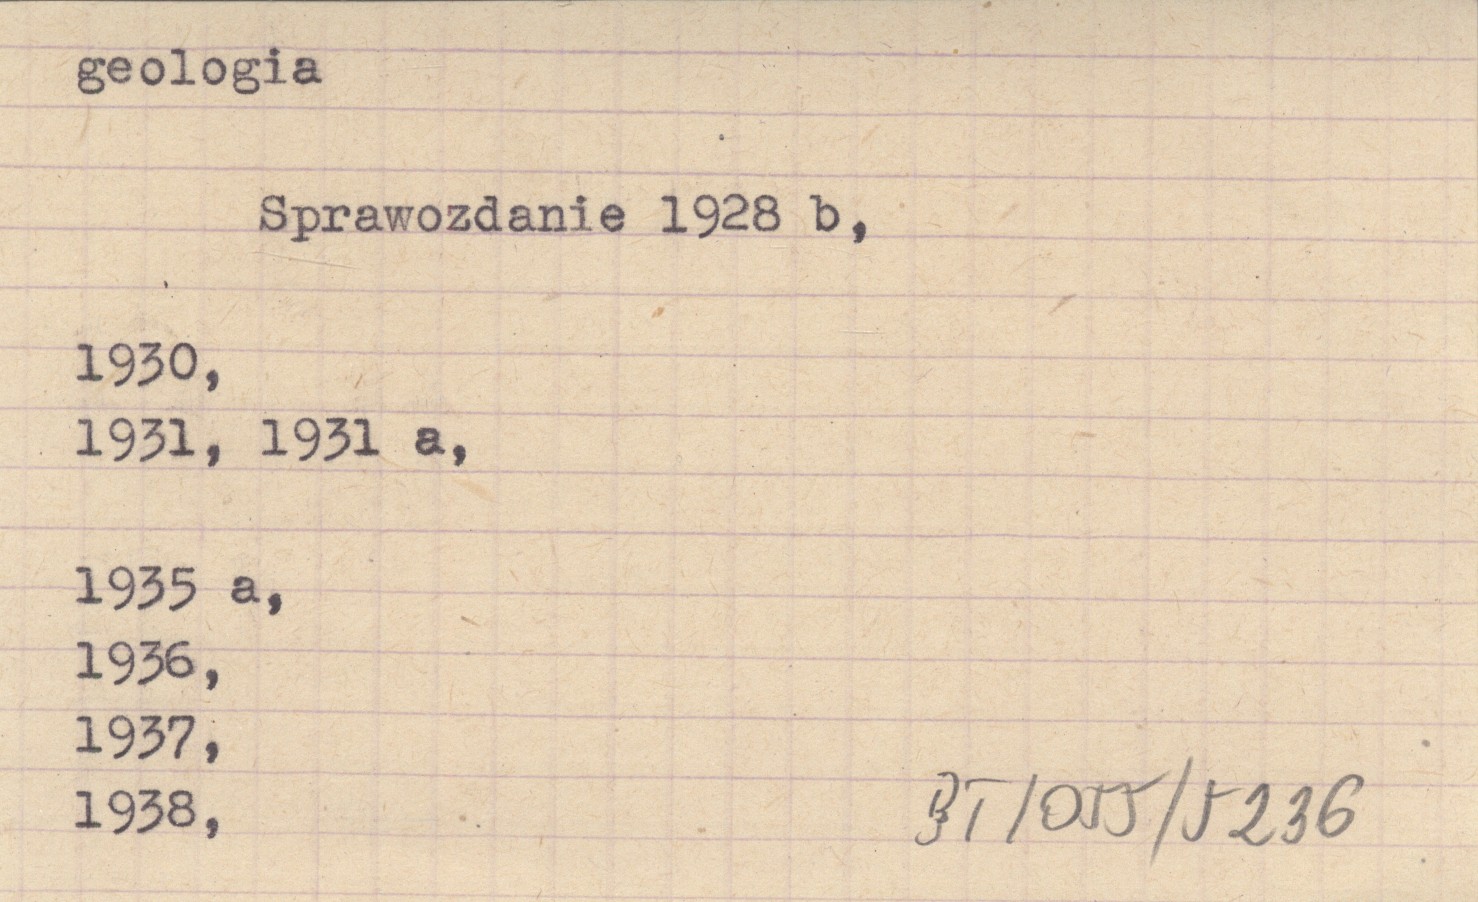 geologia
Sprawozdanie 1928 b,
1930,
1931, 1931 a,
1935 a,
1936,
1937,
1938,
BT/055/5236